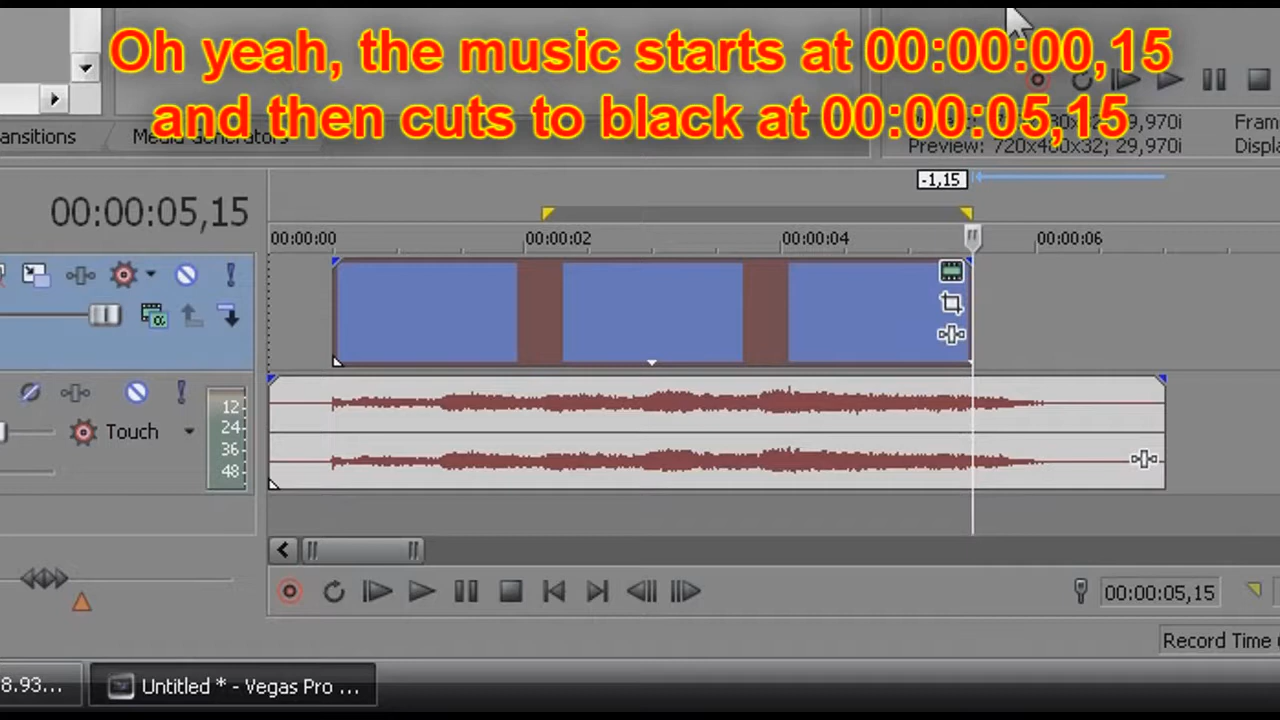 Oh yeah, the music starts at 00:00:00,15
and then cuts to black at 00:00:05,15
ansitions
Media Generators
29,970i
Fram
Preview: 720x480x32; 29,970i
Displ
-1,15
00:00:05,15
00:00:00
00:00:02
00:00:04
00:00:06
12
24
36
48
Touch
00:00:05,15
Record Time
8.93...
Untitled * - Vegas Pro ...